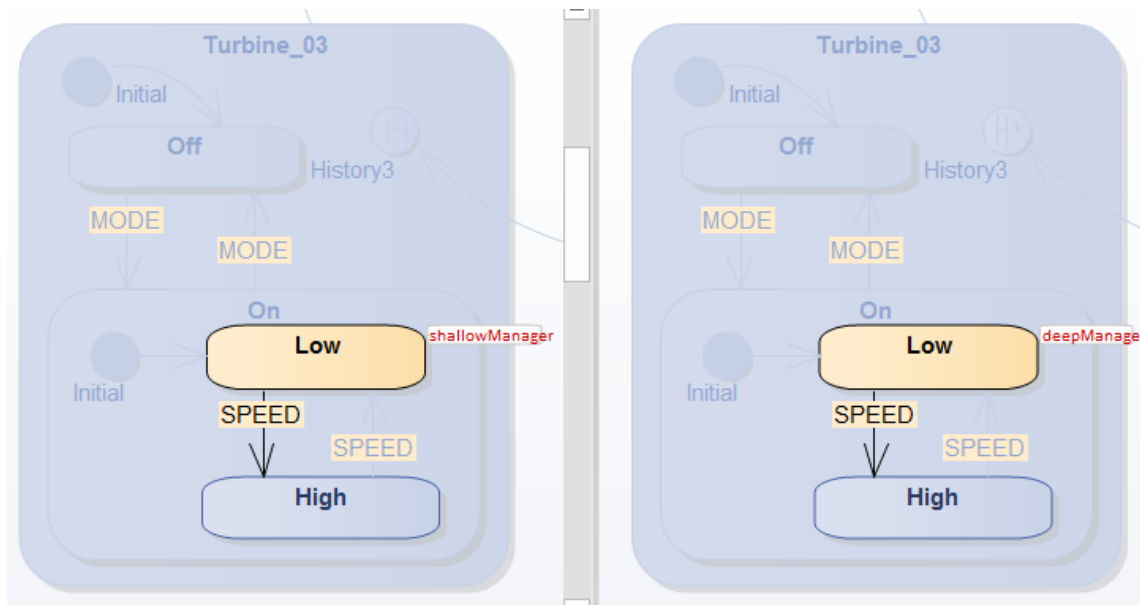 Turbine_03
Initial
Off
H
History3
MODE
MODE
On
Low
shallowManager
Initial
SPEED
SPEED
High
Turbine_03
Initial
Off
H*
History3
MODE
MODE
On
Low
deepManage
Initial
SPEED
SPEED
High